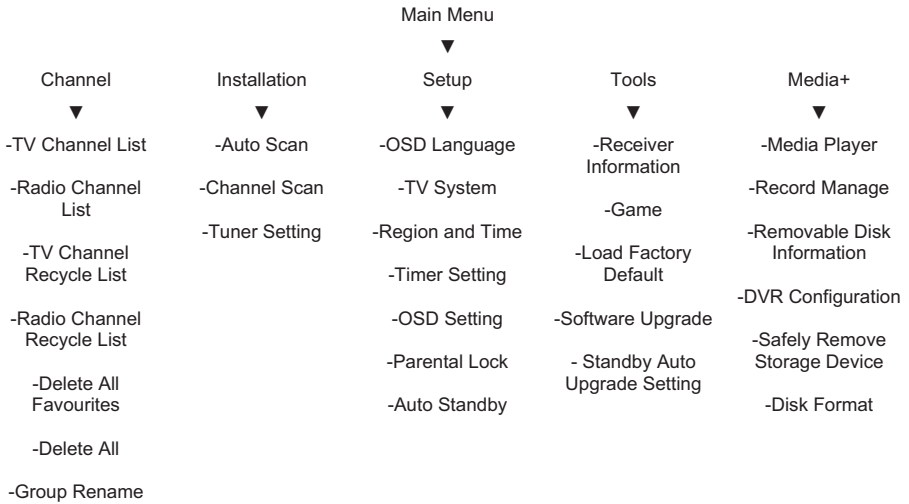 Main Menu
▼
Channel
▼
-TV Channel List
-Radio Channel
List
-TV Channel
Recycle List
-Radio Channel
Recycle List
-Delete All
Favourites
-Delete All
-Group Rename
Installation
▼
-Auto Scan
-Channel Scan
-Tuner Setting
Setup
▼
-OSD Language
-TV System
-Region and Time
-Timer Setting
-OSD Setting
-Parental Lock
-Auto Standby
Tools
▼
-Receiver
Information
-Game
-Load Factory
Default
-Software Upgrade
- Standby Auto
Upgrade Setting
Media+
▼
-Media Player
-Record Manage
-Removable Disk
Information
-DVR Configuration
-Safely Remove
Storage Device
-Disk Format